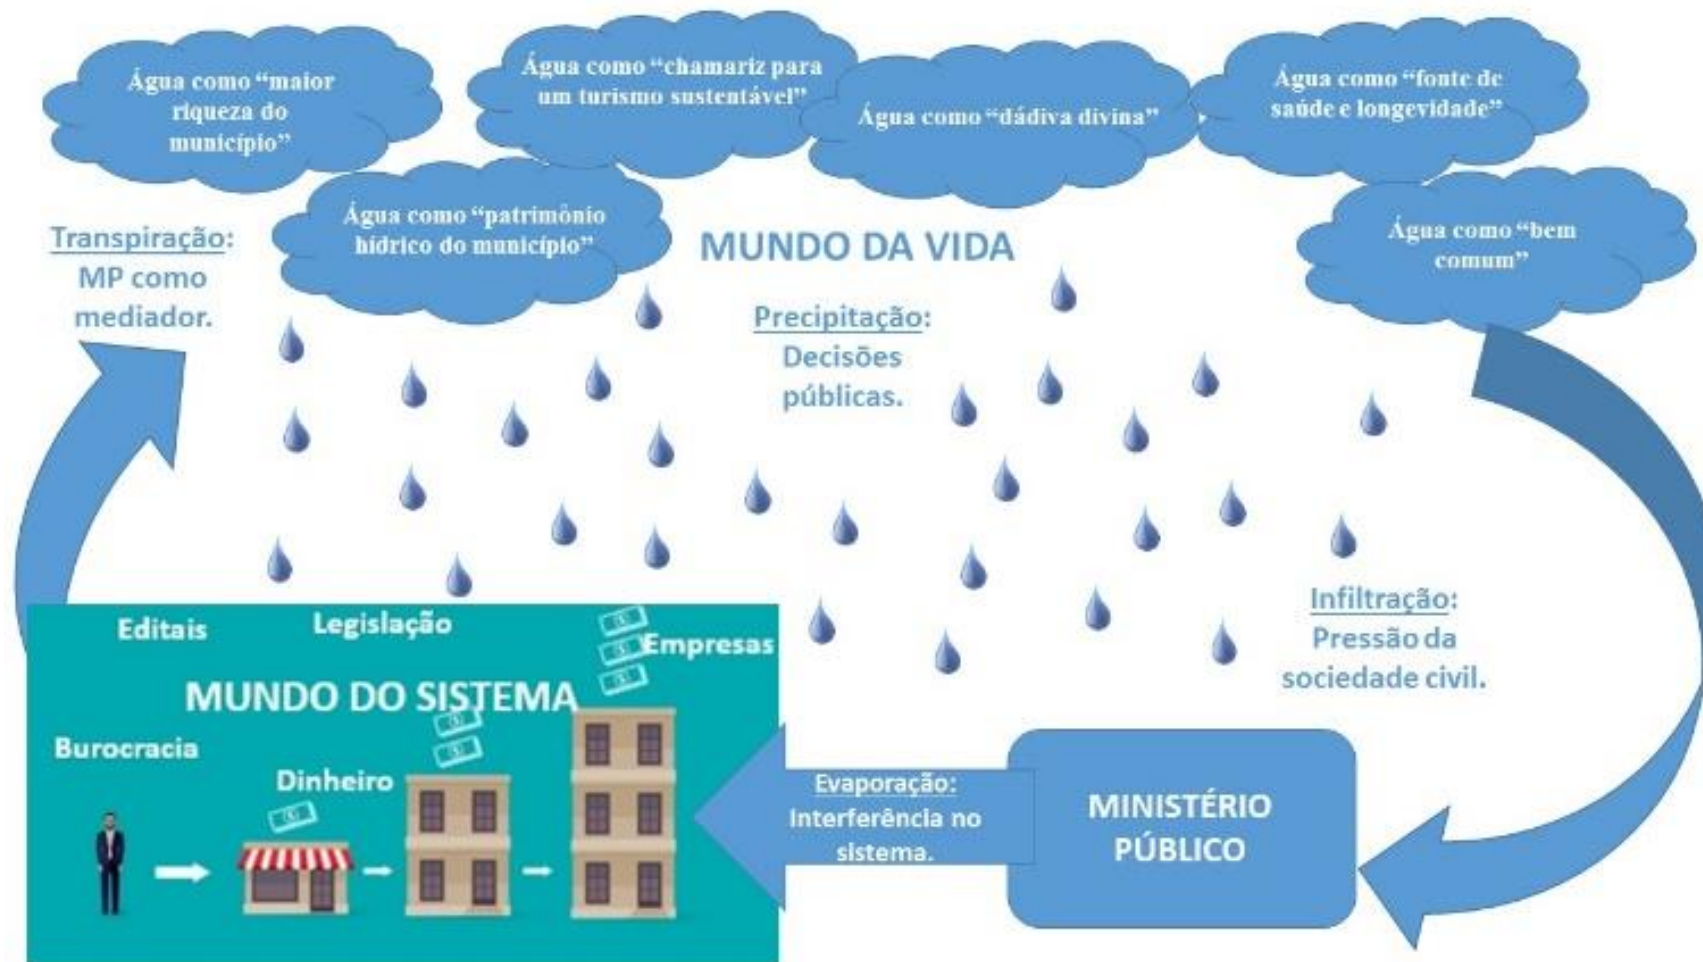 Água como “maior
riqueza do
município”
Água como “chamariz para
um turismo sustentável”
Água como “dádiva divina”
Água como “fonte de
saúde e longevidade”
Água como “patrimônio
hídrico do município”
Água como “bem
comum”
Transpiração:
MP como
mediador.
MUNDO DA VIDA
Precipitação:
Decisões
públicas.
Infiltração:
Pressão da
sociedade civil.
Editais
Legislação
Empresas
MUNDO DO SISTEMA
Burocracia
Dinheiro
Evaporação:
Interferência no
sistema.
MINISTÉRIO
PÚBLICO